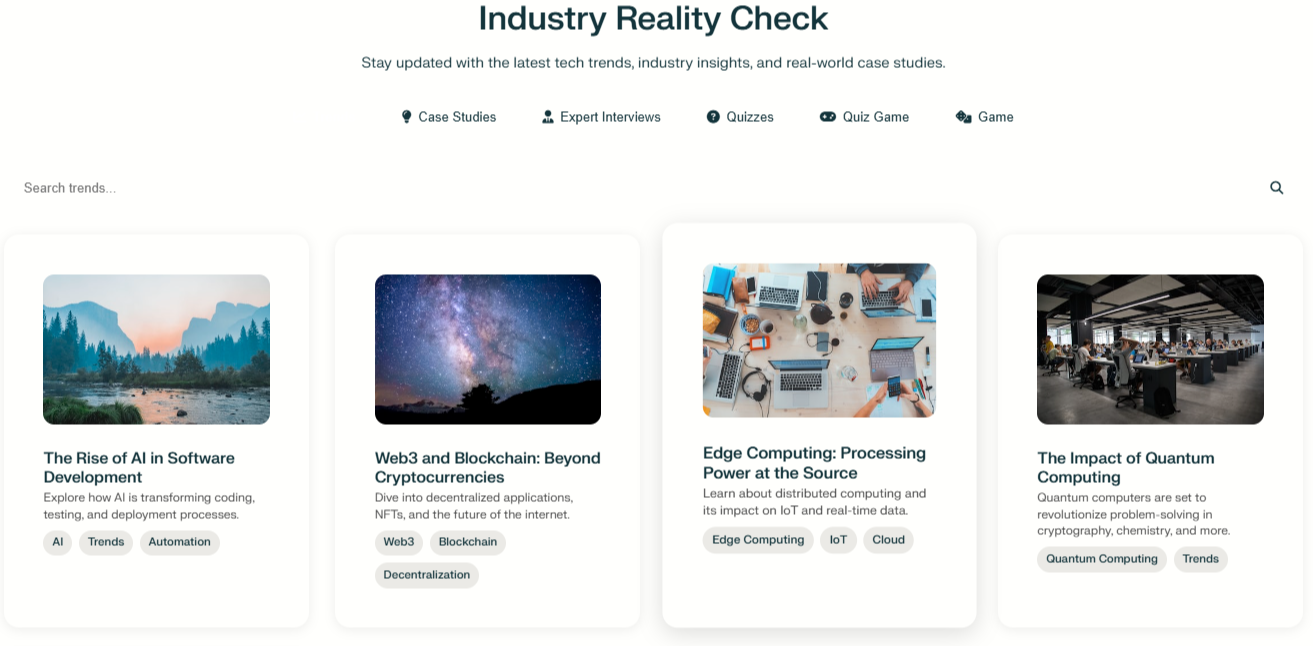 Industry Reality Check
Stay updated with the latest tech trends, industry insights, and real-world case studies.
Case Studies
Expert Interviews
Quizzes
Quiz Game
Game
Search trends...
The Rise of AI in Software
Development
Explore how AI is transforming coding,
testing, and deployment processes.
AI
Trends
Automation
Web3 and Blockchain: Beyond
Cryptocurrencies
Dive into decentralized applications,
NFTs, and the future of the internet.
Web3
Blockchain
Decentralization
Edge Computing: Processing
Power at the Source
Learn about distributed computing and
its impact on IoT and real-time data.
Edge Computing
IoT
Cloud
The Impact of Quantum
Computing
Quantum computers are set to
revolutionize problem-solving in
cryptography, chemistry, and more.
Quantum Computing
Trends